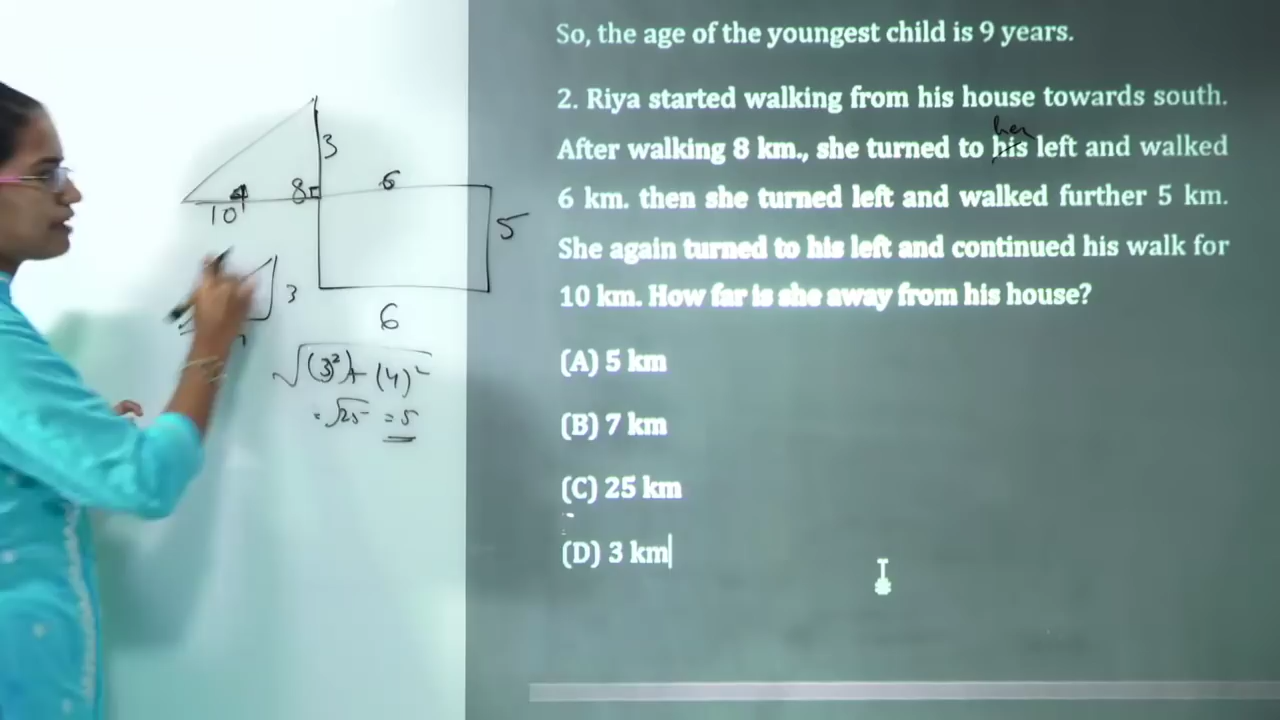 So, the age of the youngest child is 9 years.
2. Riya started walking from his house towards south.
her
After walking 8 km., she turned to his left and walked
6 km. then she turned left and walked further 5 km.
She again turned to his left and continued his walk for
10 km. How far is she away from his house?
(A) 5 km
(B) 7 km
(C) 25 km
(D) 3 km
3
4 8 6
10
5
3
6
√(3²)+(4)²
=√25 =5